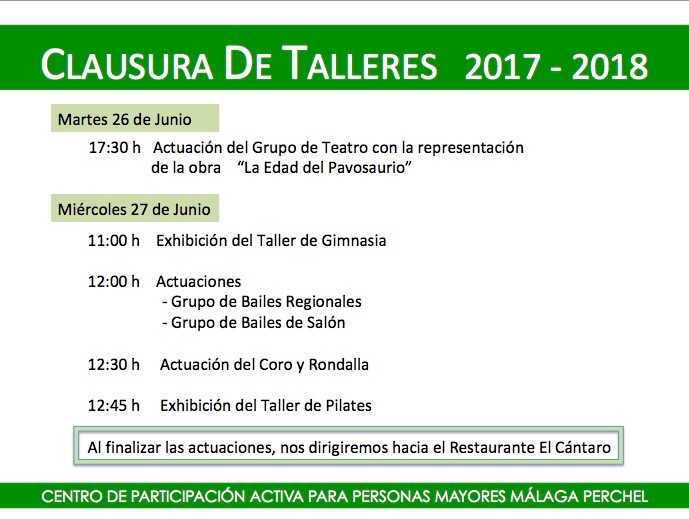 CLAUSURA DE TALLERES 2017 - 2018
Martes 26 de Junio
17:30 h Actuación del Grupo de Teatro con la representación
de la obra “La Edad del Pavosaurio”
Miércoles 27 de Junio
11:00 h Exhibición del Taller de Gimnasia
12:00 h Actuaciones
- Grupo de Bailes Regionales
- Grupo de Bailes de Salón
12:30 h Actuación del Coro y Rondalla
12:45 h Exhibición del Taller de Pilates
Al finalizar las actuaciones, nos dirigiremos hacia el Restaurante El Cántaro
CENTRO DE PARTICIPACIÓN ACTIVA PARA PERSONAS MAYORES MÁLAGA PERCHEL